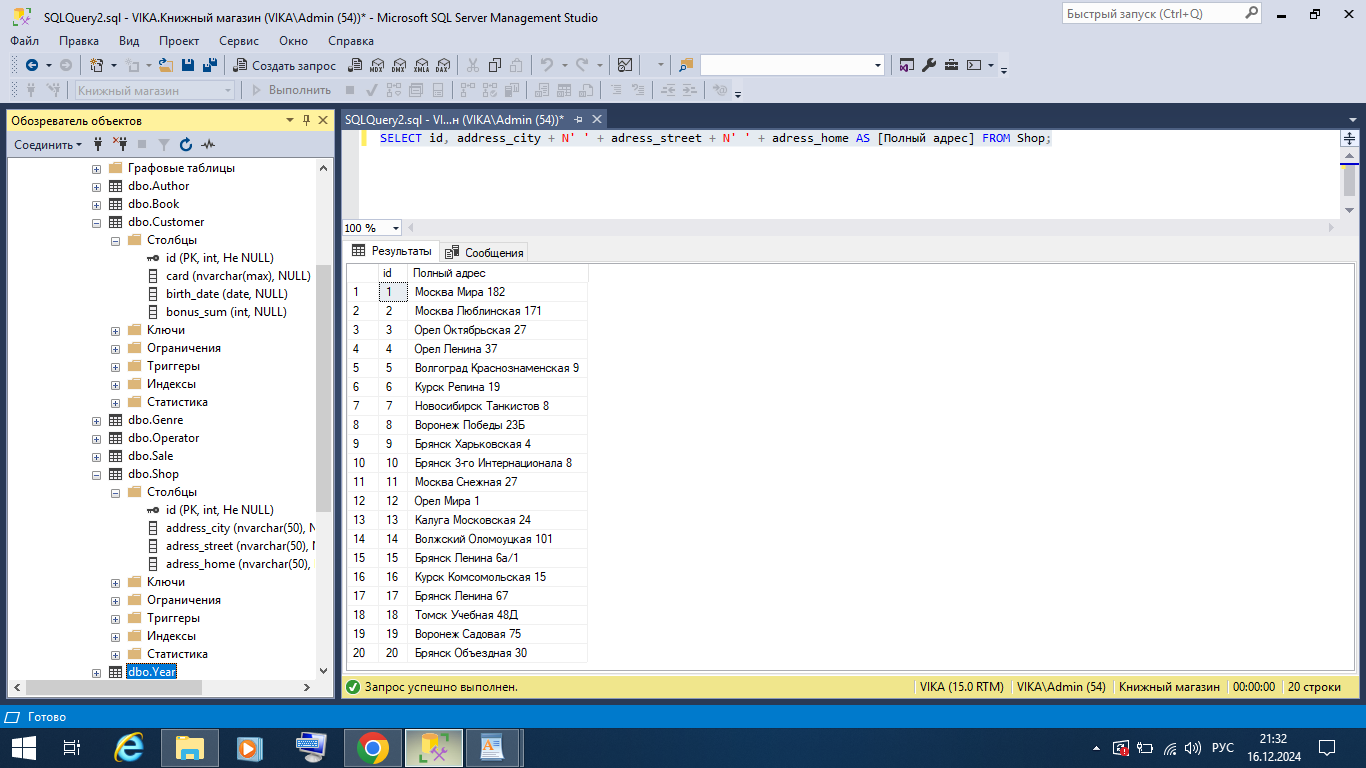 SQLQuery2.sql - VIKA.Книжный магазин (VIKA\Admin (54))* - Microsoft SQL Server Management Studio
Быстрый запуск (Ctrl+Q)
Файл Правка Вид Проект Сервис Окно Справка
Создать запрос MDX DMX XMLA DAX
Книжный магазин Выполнить
Обозреватель объектов
Соединить
Графовые таблицы
dbo.Author
dbo.Book
dbo.Customer
Столбцы
id (PK, int, Не NULL)
card (nvarchar(max), NULL)
birth_date (date, NULL)
bonus_sum (int, NULL)
Ключи
Ограничения
Триггеры
Индексы
Статистика
dbo.Genre
dbo.Operator
dbo.Sale
dbo.Shop
Столбцы
id (PK, int, Не NULL)
address_city (nvarchar(50), N
adress_street (nvarchar(50), N
adress_home (nvarchar(50),
Ключи
Ограничения
Триггеры
Индексы
Статистика
dbo.Year
SQLQuery2.sql - VI...н (VIKA\Admin (54))*
SELECT id, address_city + N' ' + adress_street + N' ' + adress_home AS [Полный адрес] FROM Shop;
100 %
Результаты Сообщения
id Полный адрес
1 1 Москва Мира 182
2 2 Москва Люблинская 171
3 3 Орел Октябрьская 27
4 4 Орел Ленина 37
5 5 Волгоград Краснознаменская 9
6 6 Курск Репина 19
7 7 Новосибирск Танкистов 8
8 8 Воронеж Победы 23Б
9 9 Брянск Харьковская 4
10 10 Брянск 3-го Интернационала 8
11 11 Москва Снежная 27
12 12 Орел Мира 1
13 13 Калуга Московская 24
14 14 Волжский Оломоуцкая 101
15 15 Брянск Ленина 6а/1
16 16 Курск Комсомольская 15
17 17 Брянск Ленина 67
18 18 Томск Учебная 48Д
19 19 Воронеж Садовая 75
20 20 Брянск Объездная 30
Запрос успешно выполнен. VIKA (15.0 RTM) VIKA\Admin (54) Книжный магазин 00:00:00 20 строки
Готово
РУС
21:32
16.12.2024